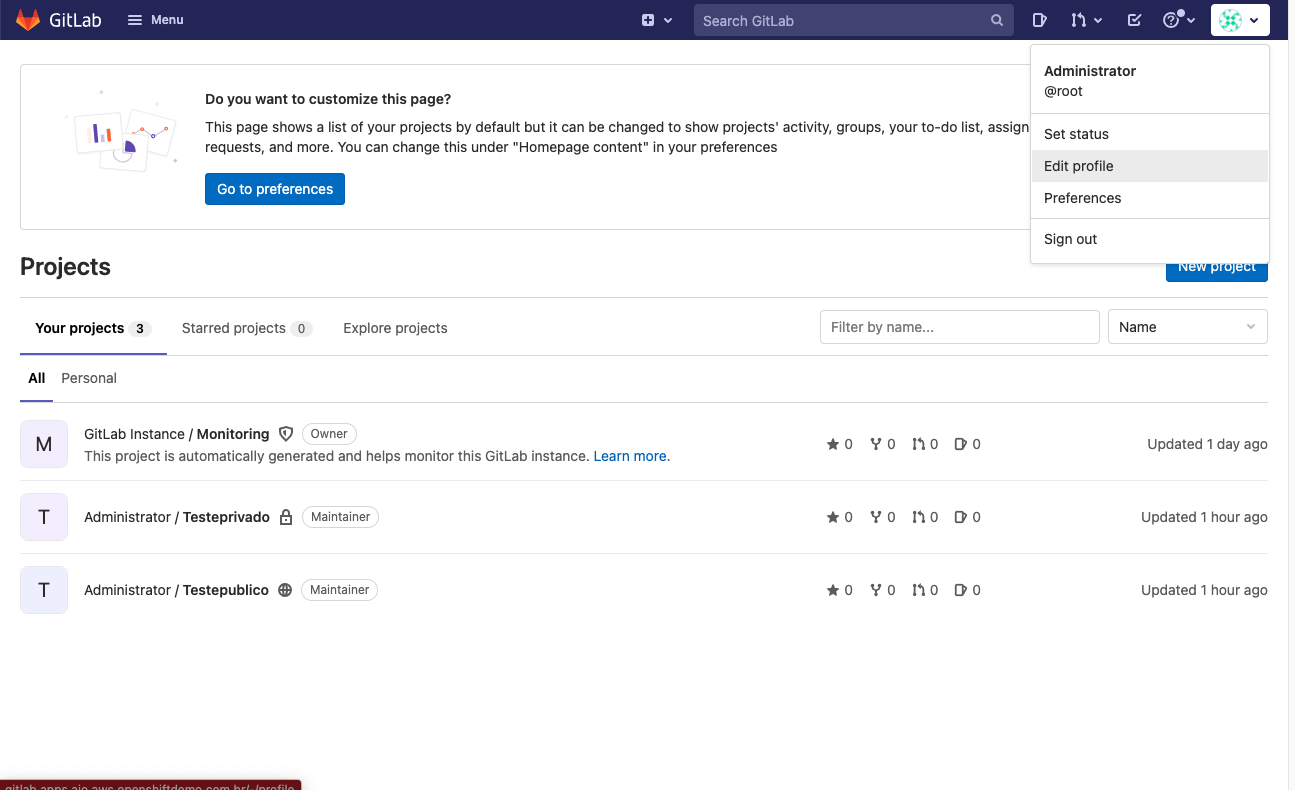 GitLab
Menu
Search GitLab
Administrator
@root
Set status
Edit profile
Preferences
Sign out
Do you want to customize this page?
This page shows a list of your projects by default but it can be changed to show projects' activity, groups, your to-do list, assign
requests, and more. You can change this under "Homepage content" in your preferences
Go to preferences
Projects
New project
Your projects 3
Starred projects 0
Explore projects
Filter by name...
Name
All
Personal
M
GitLab Instance / Monitoring
Owner
0 0 0 0
Updated 1 day ago
This project is automatically generated and helps monitor this GitLab instance. Learn more.
T
Administrator / Testeprivado
Maintainer
0 0 0 0
Updated 1 hour ago
T
Administrator / Testepublico
Maintainer
0 0 0 0
Updated 1 hour ago
gitlab.apps.aio.aws.openshiftdemo.com.br/-/profile